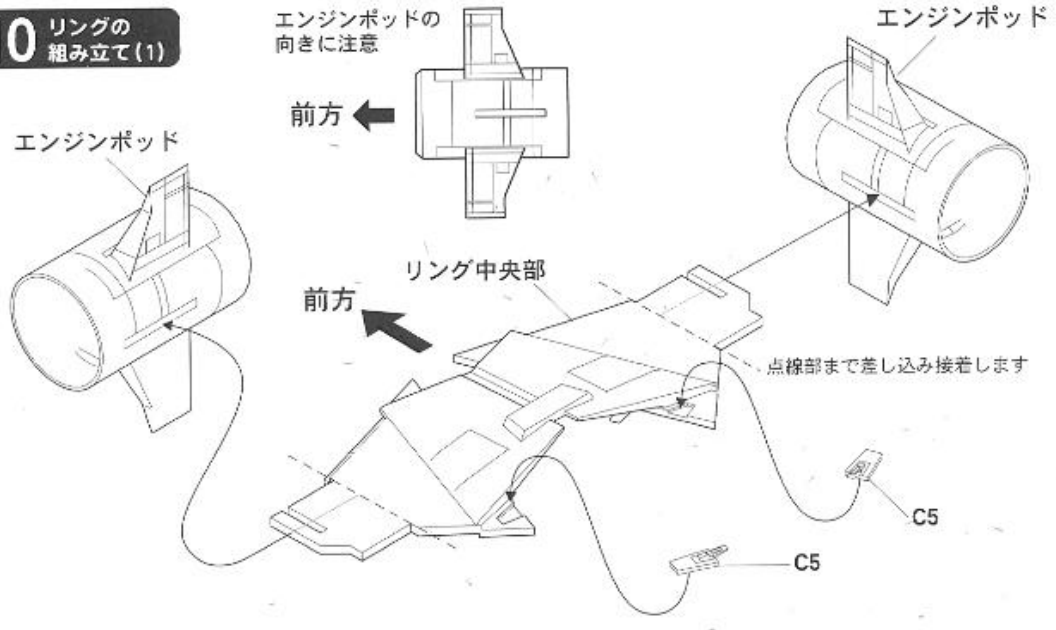 0 リングの
組み立て(1)
エンジンポッドの
向きに注意
エンジンポッド
前方
エンジンポッド
リング中央部
前方
点線部まで差し込み接着します
C5
C5